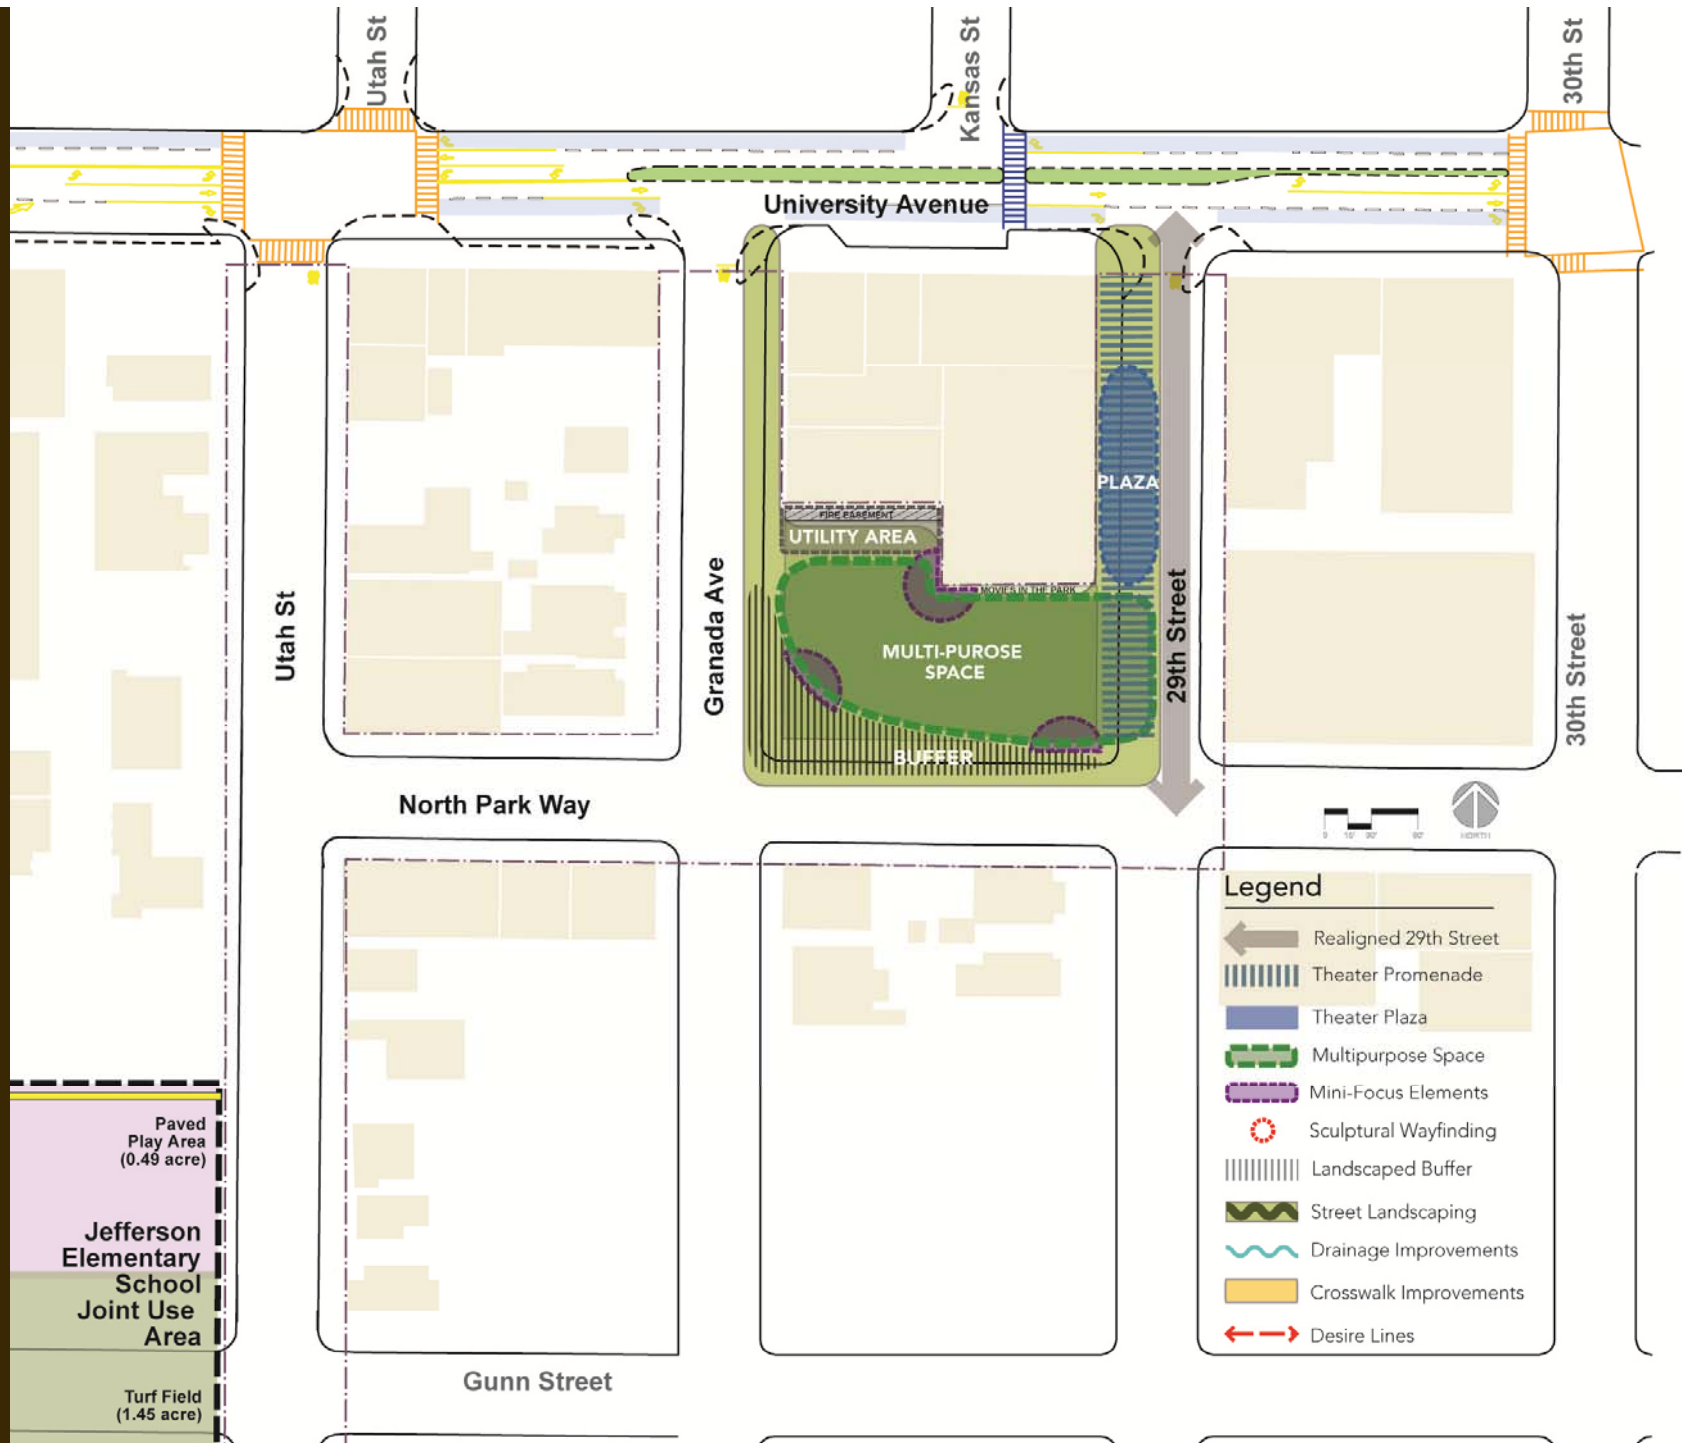 Utah St
Kansas St
30th St
University Avenue
PLAZA
FIRE EASEMENT
UTILITY AREA
MOVIES IN THE PARK
MULTI-PUROSE
SPACE
BUFFER
Utah St
Granada Ave
29th Street
30th Street
North Park Way
NORTH
Legend
Realigned 29th Street
Theater Promenade
Theater Plaza
Multipurpose Space
Mini-Focus Elements
Sculptural Wayfinding
Landscaped Buffer
Street Landscaping
Drainage Improvements
Crosswalk Improvements
Desire Lines
Paved
Play Area
(0.49 acre)
Jefferson
Elementary
School
Joint Use
Area
Turf Field
(1.45 acre)
Gunn Street